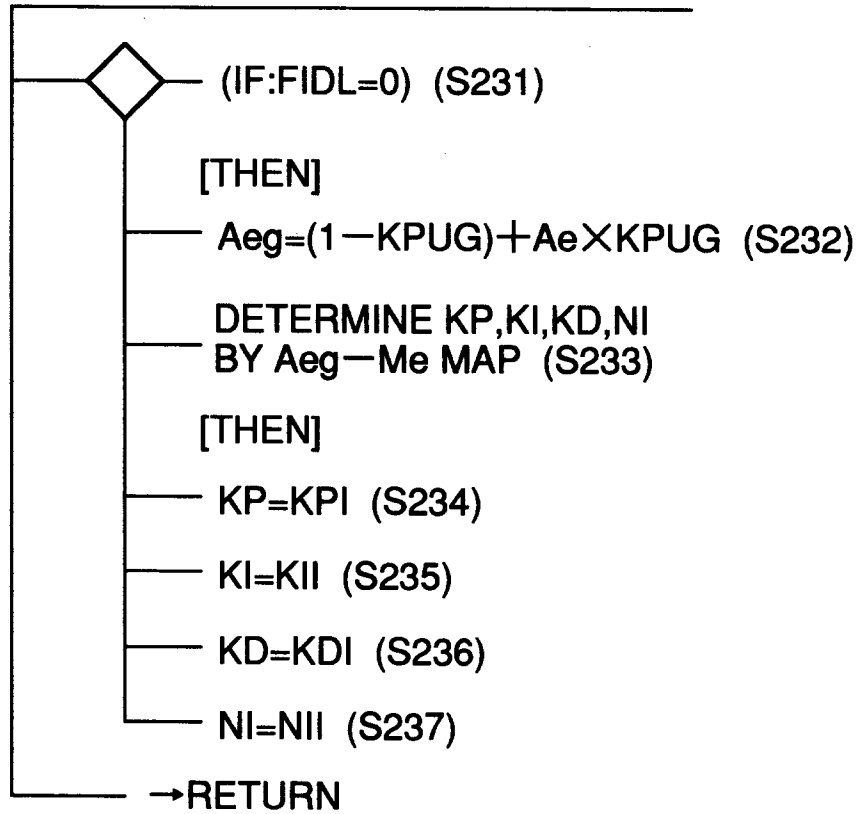 (IF:FIDL=0) (S231)
[THEN]
Aeg=(1−KPUG)+Ae×KPUG (S232)
DETERMINE KP,KI,KD,NI
BY Aeg−Me MAP (S233)
[THEN]
KP=KPI (S234)
KI=KII (S235)
KD=KDI (S236)
NI=NII (S237)
→RETURN